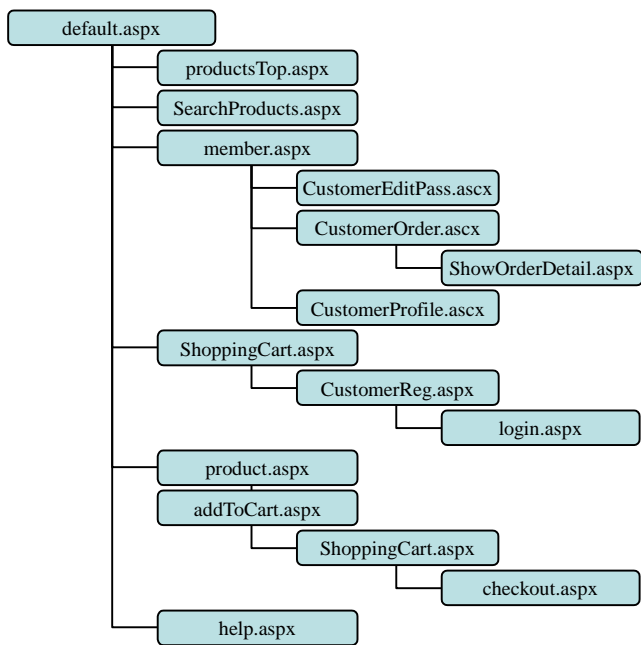 default.aspx
productsTop.aspx
SearchProducts.aspx
member.aspx
CustomerEditPass.ascx
CustomerOrder.ascx
ShowOrderDetail.aspx
CustomerProfile.ascx
ShoppingCart.aspx
CustomerReg.aspx
login.aspx
product.aspx
addToCart.aspx
ShoppingCart.aspx
checkout.aspx
help.aspx